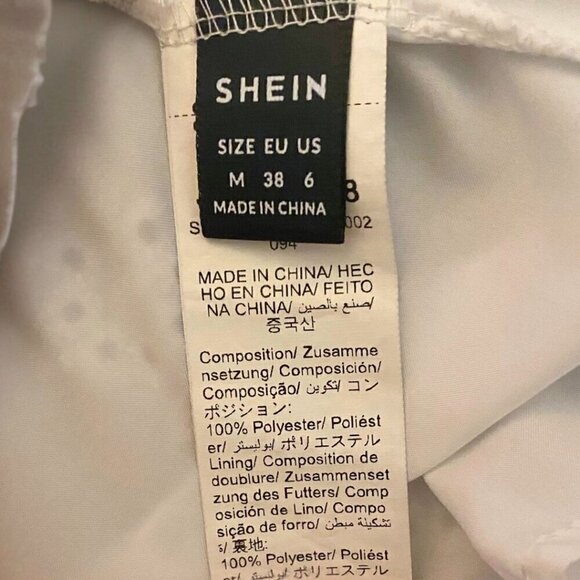 SHEIN
SIZE EU US
M 38 6
MADE IN CHINA
8
S 002
094
MADE IN CHINA/ HEC
HO EN CHINA/ FEITO
NA CHINA/ صنع بالصين/
중국산
Composition/ Zusamme
nsetzung/ Composición/
Composição/ تكوين/ コン
ポジション:
100% Polyester/ Poliést
er/ بوليستر/ ポリエステル
Lining/ Composition de
doublure/ Zusammenset
zung des Futters/ Comp
osición de Lino/ Compo
sição de forro/ تشكيلة مبطن
ة/ 裏地:
100% Polyester/ Poliést